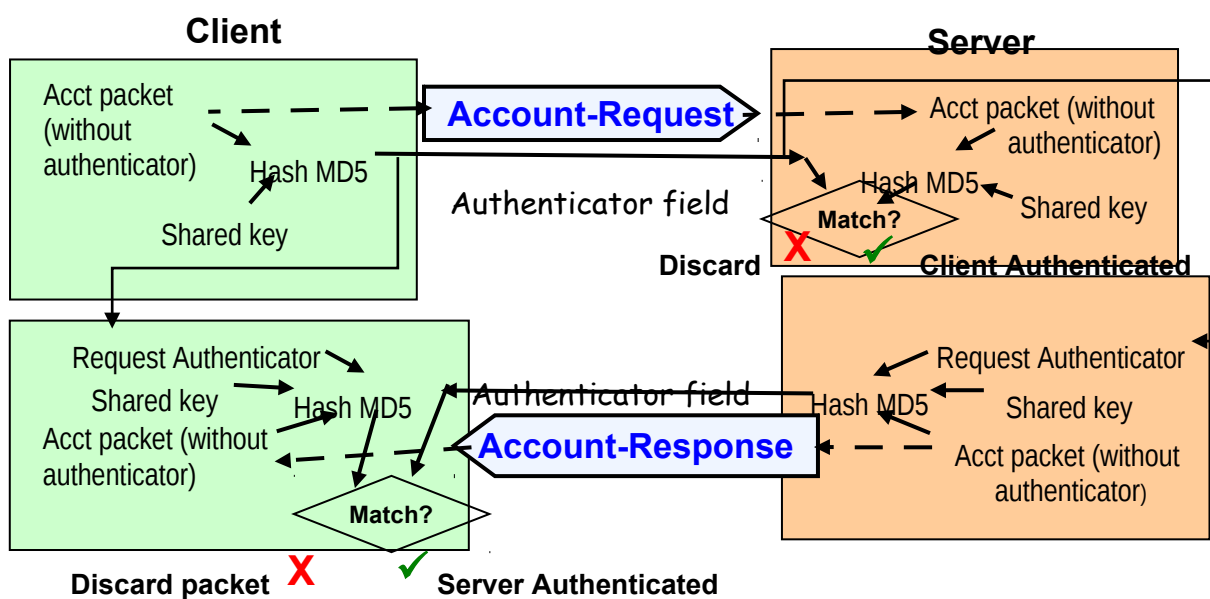 Client
Server
Acct packet
(without
authenticator)
Hash MD5
Shared key
Account-Request
Authenticator field
Acct packet (without
authenticator)
Hash MD5
Shared key
Match?
X ✓
Discard
Client Authenticated
Request Authenticator
Shared key
Hash MD5
Acct packet (without
authenticator)
Authenticator field
Account-Response
Request Authenticator
Hash MD5
Shared key
Acct packet (without
authenticator)
Match?
X ✓
Discard packet
Server Authenticated